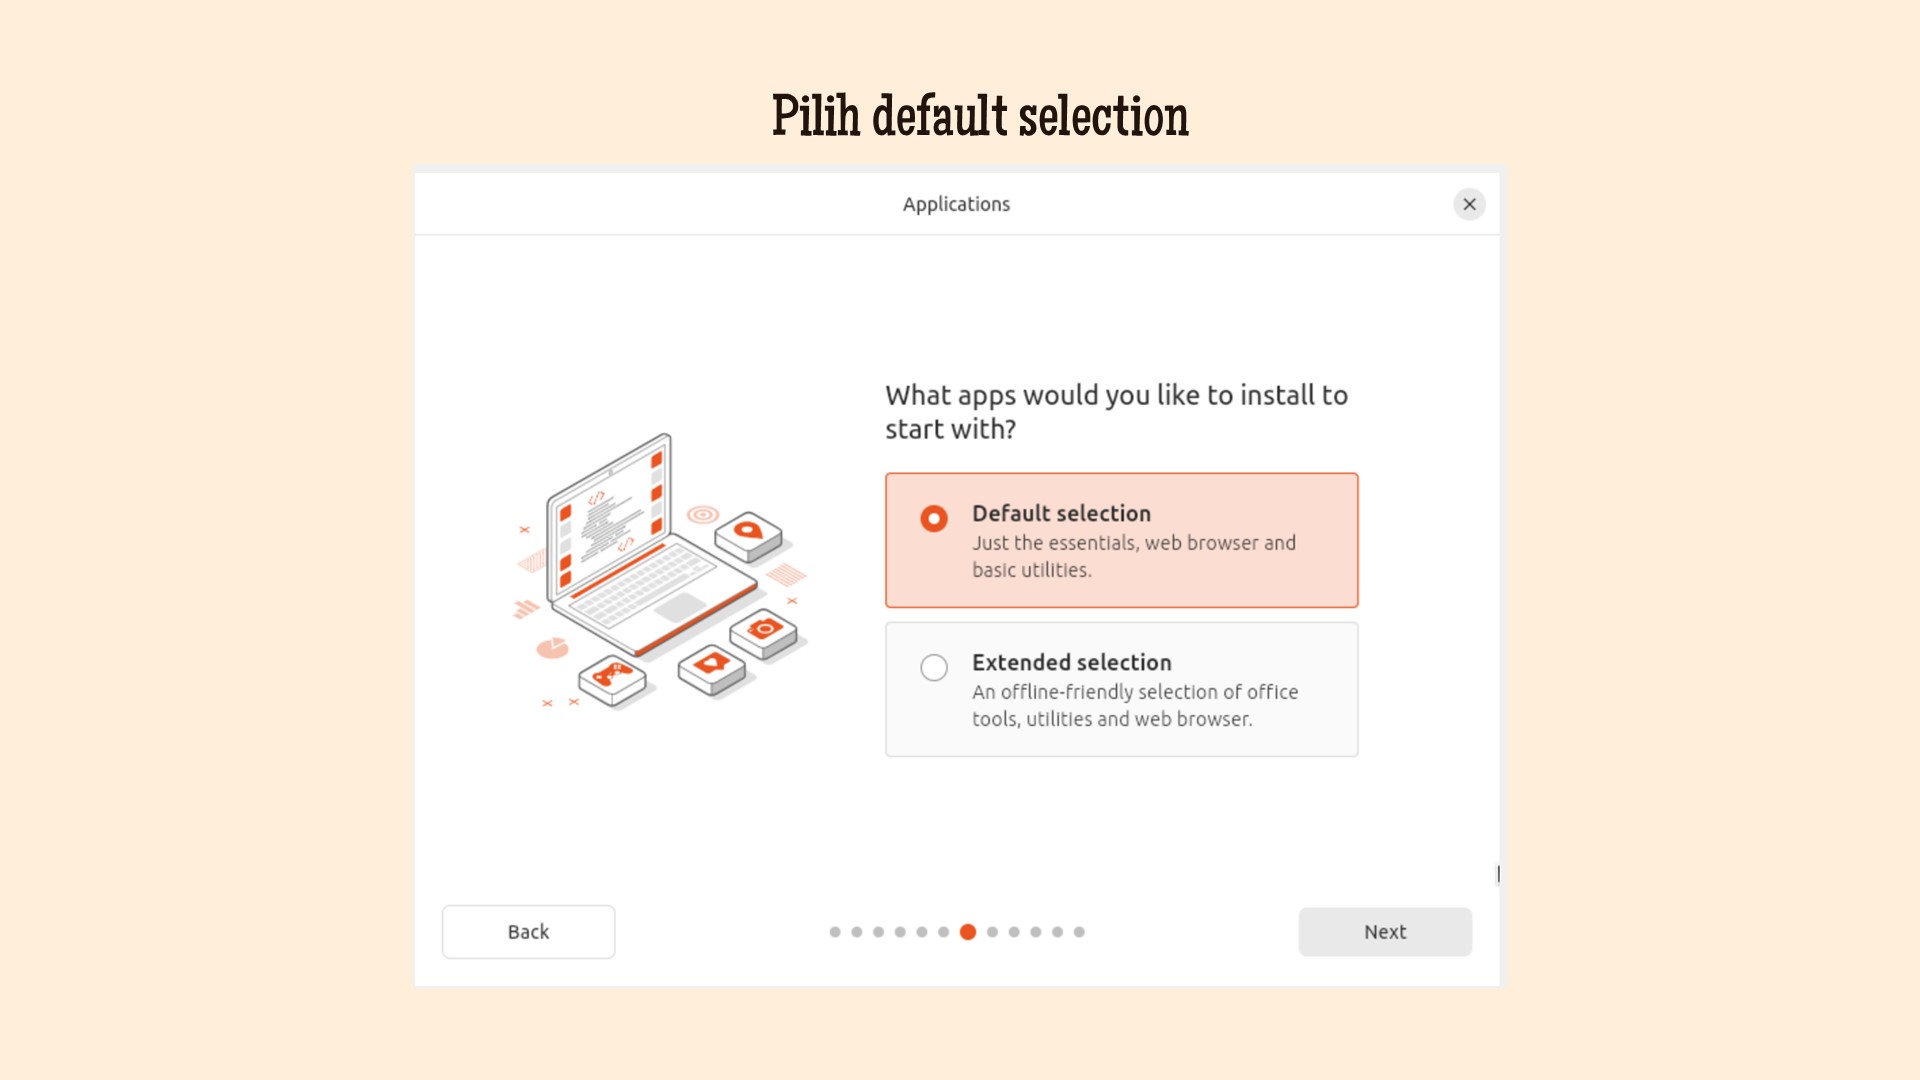 Pilih default selection
Applications
What apps would you like to install to
start with?
Default selection
Just the essentials, web browser and
basic utilities.
Extended selection
An offline-friendly selection of office
tools, utilities and web browser.
Back
Next